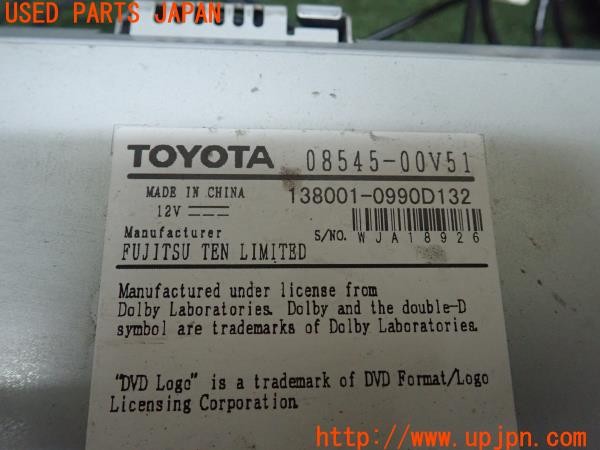 USED PARTS JAPAN
TOYOTA 08545-00V51
MADE IN CHINA 138001-0990D132
12V
S/NO. WJA18926
Manufacturer
FUJITSU TEN LIMITED
Manufactured under license from
Dolby Laboratories. Dolby and the double-D
symbol are trademarks of Dolby Laboratories.
"DVD Logo" is a trademark of DVD Format/Logo
Licensing Corporation.
http://www.upjpn.com